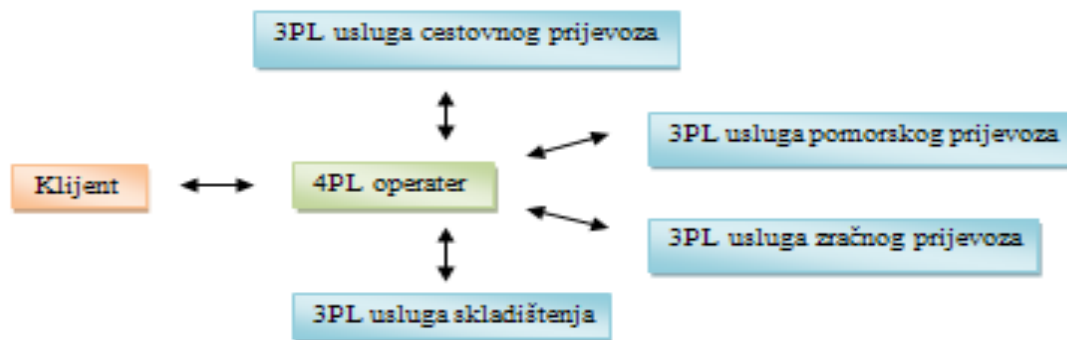 3PL usluga cestovnog prijevoza
3PL usluga pomorskog prijevoza
Klijent
4PL operater
3PL usluga zračnog prijevoza
3PL usluga skladištenja